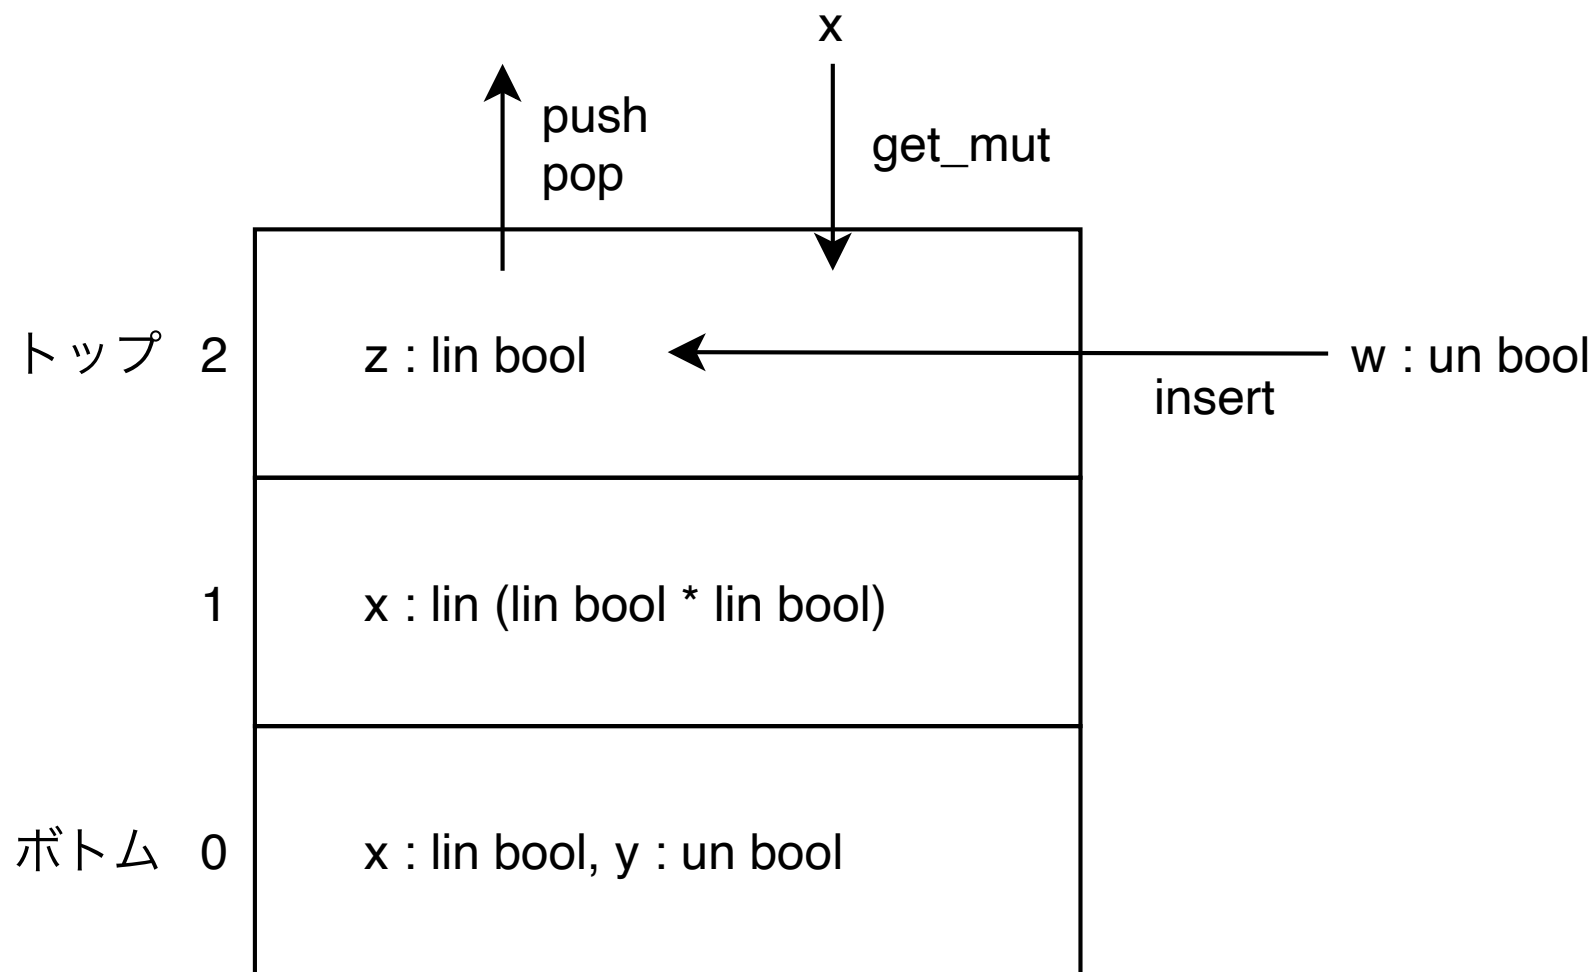 x
push
pop
get_mut
トップ 2
z : lin bool
w : un bool
insert
1
x : lin (lin bool * lin bool)
ボトム 0
x : lin bool, y : un bool